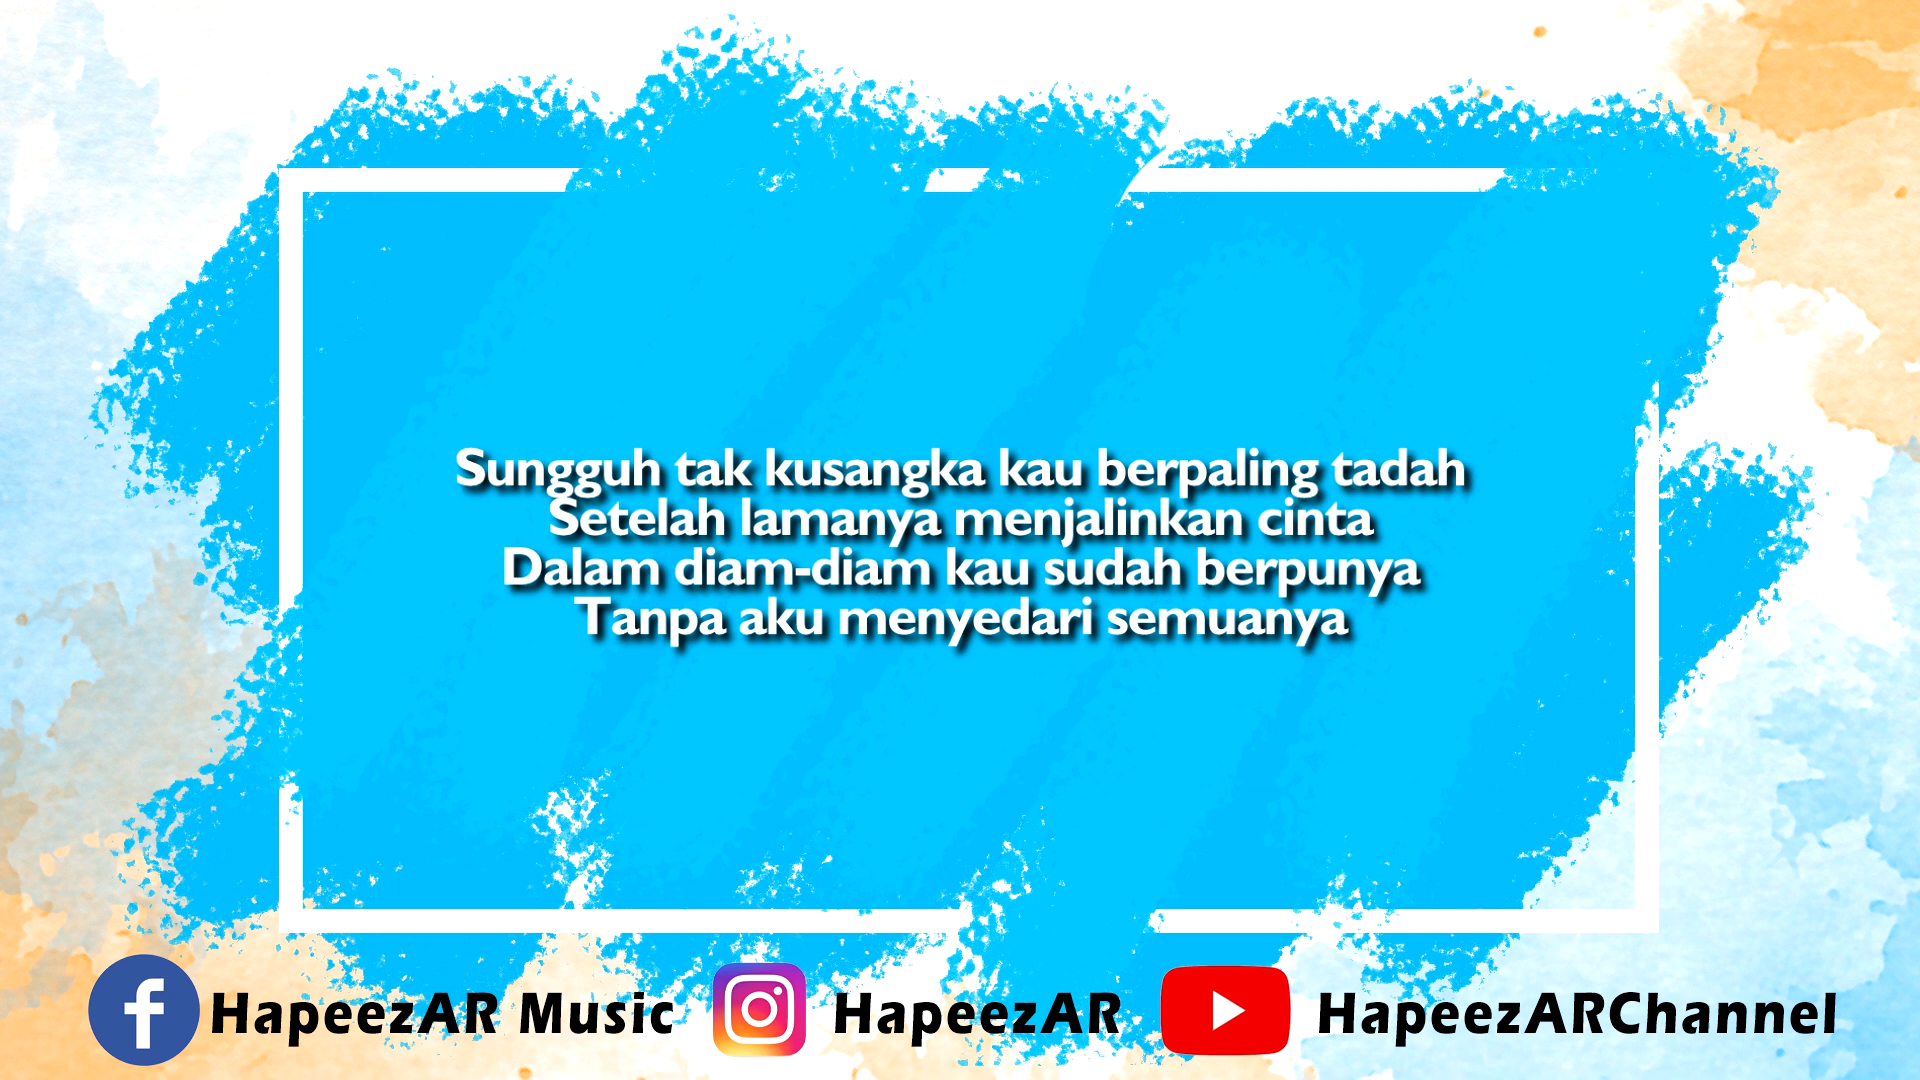 Sungguh tak kusangka kau berpaling tadah
Setelah lamanya menjalinkan cinta
Dalam diam-diam kau sudah berpunya
Tanpa aku menyedari semuanya
HapeezAR Music HapeezAR HapeezARChannel